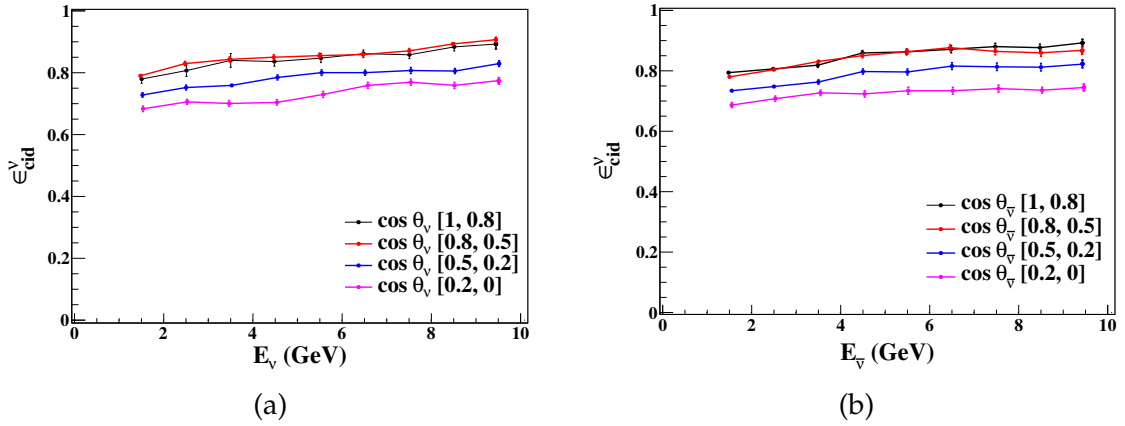 1
0.8
0.6
0.4
0.2
0
∈^ν_cid
cos θ_ν [1, 0.8]
cos θ_ν [0.8, 0.5]
cos θ_ν [0.5, 0.2]
cos θ_ν [0.2, 0]
0 2 4 6 8 10
E_ν (GeV)
(a)
1
0.8
0.6
0.4
0.2
0
∈^ν_cid
cos θ_ν̅ [1, 0.8]
cos θ_ν̅ [0.8, 0.5]
cos θ_ν̅ [0.5, 0.2]
cos θ_ν̅ [0.2, 0]
0 2 4 6 8 10
E_ν̅ (GeV)
(b)